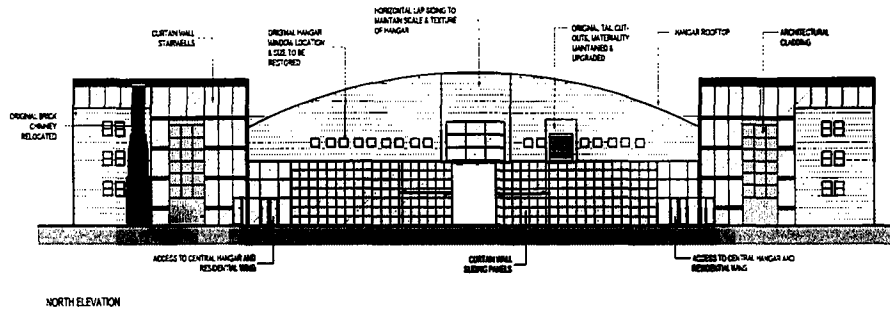 HORIZONTAL LAP SIDING TO
MAINTAIN SCALE & TEXTURE
OF HANGAR
CURTAIN WALL
STAIRWELLS
ORIGINAL HANGAR
WINDOW LOCATION
& SIZE TO BE
RESTORED
ORIGINAL TAIL CUT-
OUTS, MATERIALITY
MAINTAINED &
UPGRADED
HANGAR ROOFTOP
ARCHITECTURAL
CLADDING
ORIGINAL BRICK
CHIMNEY
RELOCATED
ACCESS TO CENTRAL HANGAR AND
RESIDENTIAL WING
CURTAIN WALL
SLIDING PANELS
ACCESS TO CENTRAL HANGAR AND
RESIDENTIAL WING
NORTH ELEVATION